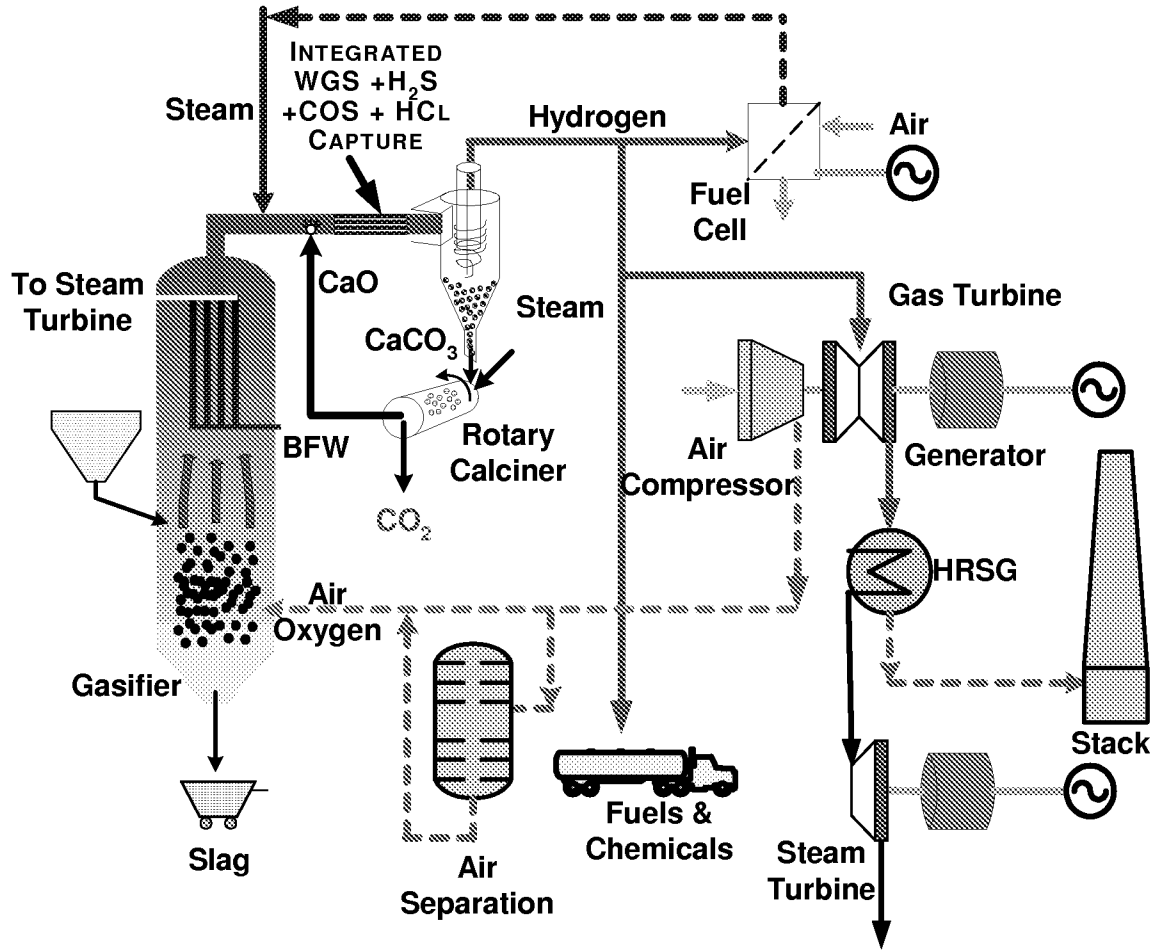 INTEGRATED
WGS +H₂S
+COS + HCL
CAPTURE
Steam
Hydrogen
Air
Fuel
Cell
To Steam
Turbine
CaO
Steam
Gas Turbine
CaCO₃
BFW
Rotary
Calciner
Air
Compressor
Generator
CO₂
HRSG
Air
Oxygen
Gasifier
Stack
Slag
Fuels &
Chemicals
Air
Separation
Steam
Turbine